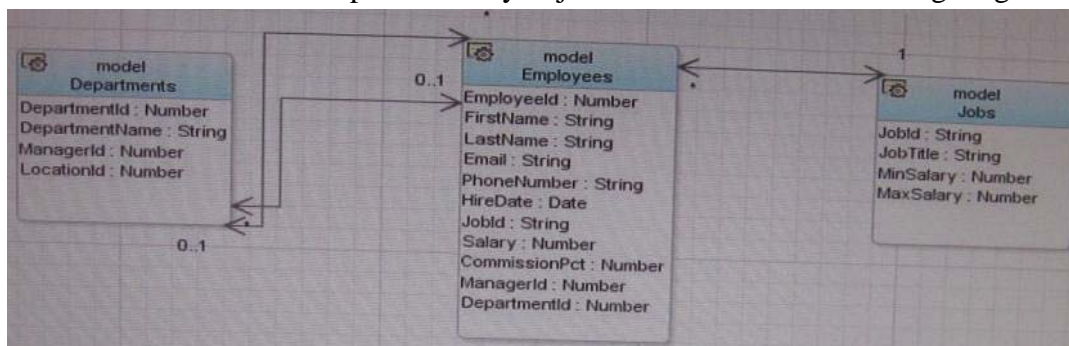 model
Departments
DepartmentId : Number
DepartmentName : String
ManagerId : Number
LocationId : Number
0..1
*
0..1
*
model
Employees
EmployeeId : Number
FirstName : String
LastName : String
Email : String
PhoneNumber : String
HireDate : Date
JobId : String
Salary : Number
CommissionPct : Number
ManagerId : Number
DepartmentId : Number
*
1
model
Jobs
JobId : String
JobTitle : String
MinSalary : Number
MaxSalary : Number